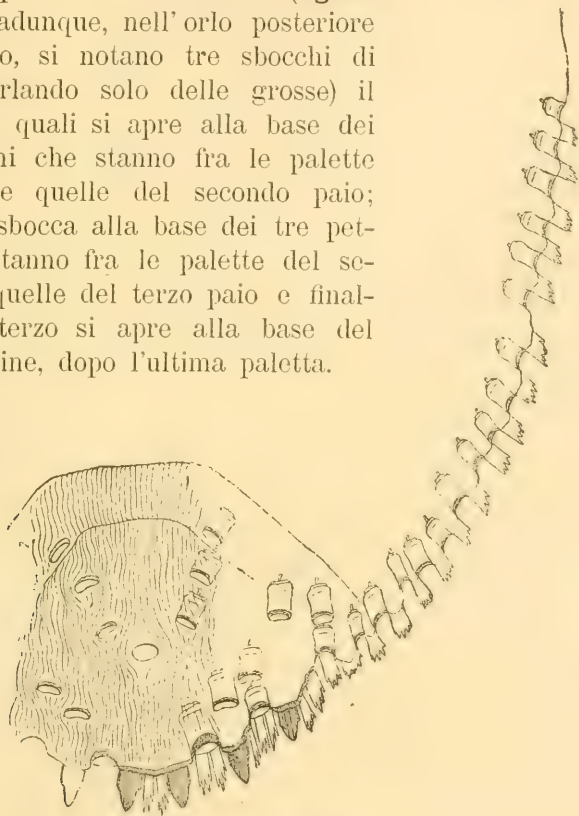 adunque, nell' orlo posteriore
o, si notano tre sbocchi di
rlando solo delle grosse) il
quali si apre alla base dei
ni che stanno fra le palette
e quelle del secondo paio;
sbocca alla base dei tre pet-
tanno fra le palette del se-
quelle del terzo paio e final-
terzo si apre alla base del
ine, dopo l'ultima paletta.